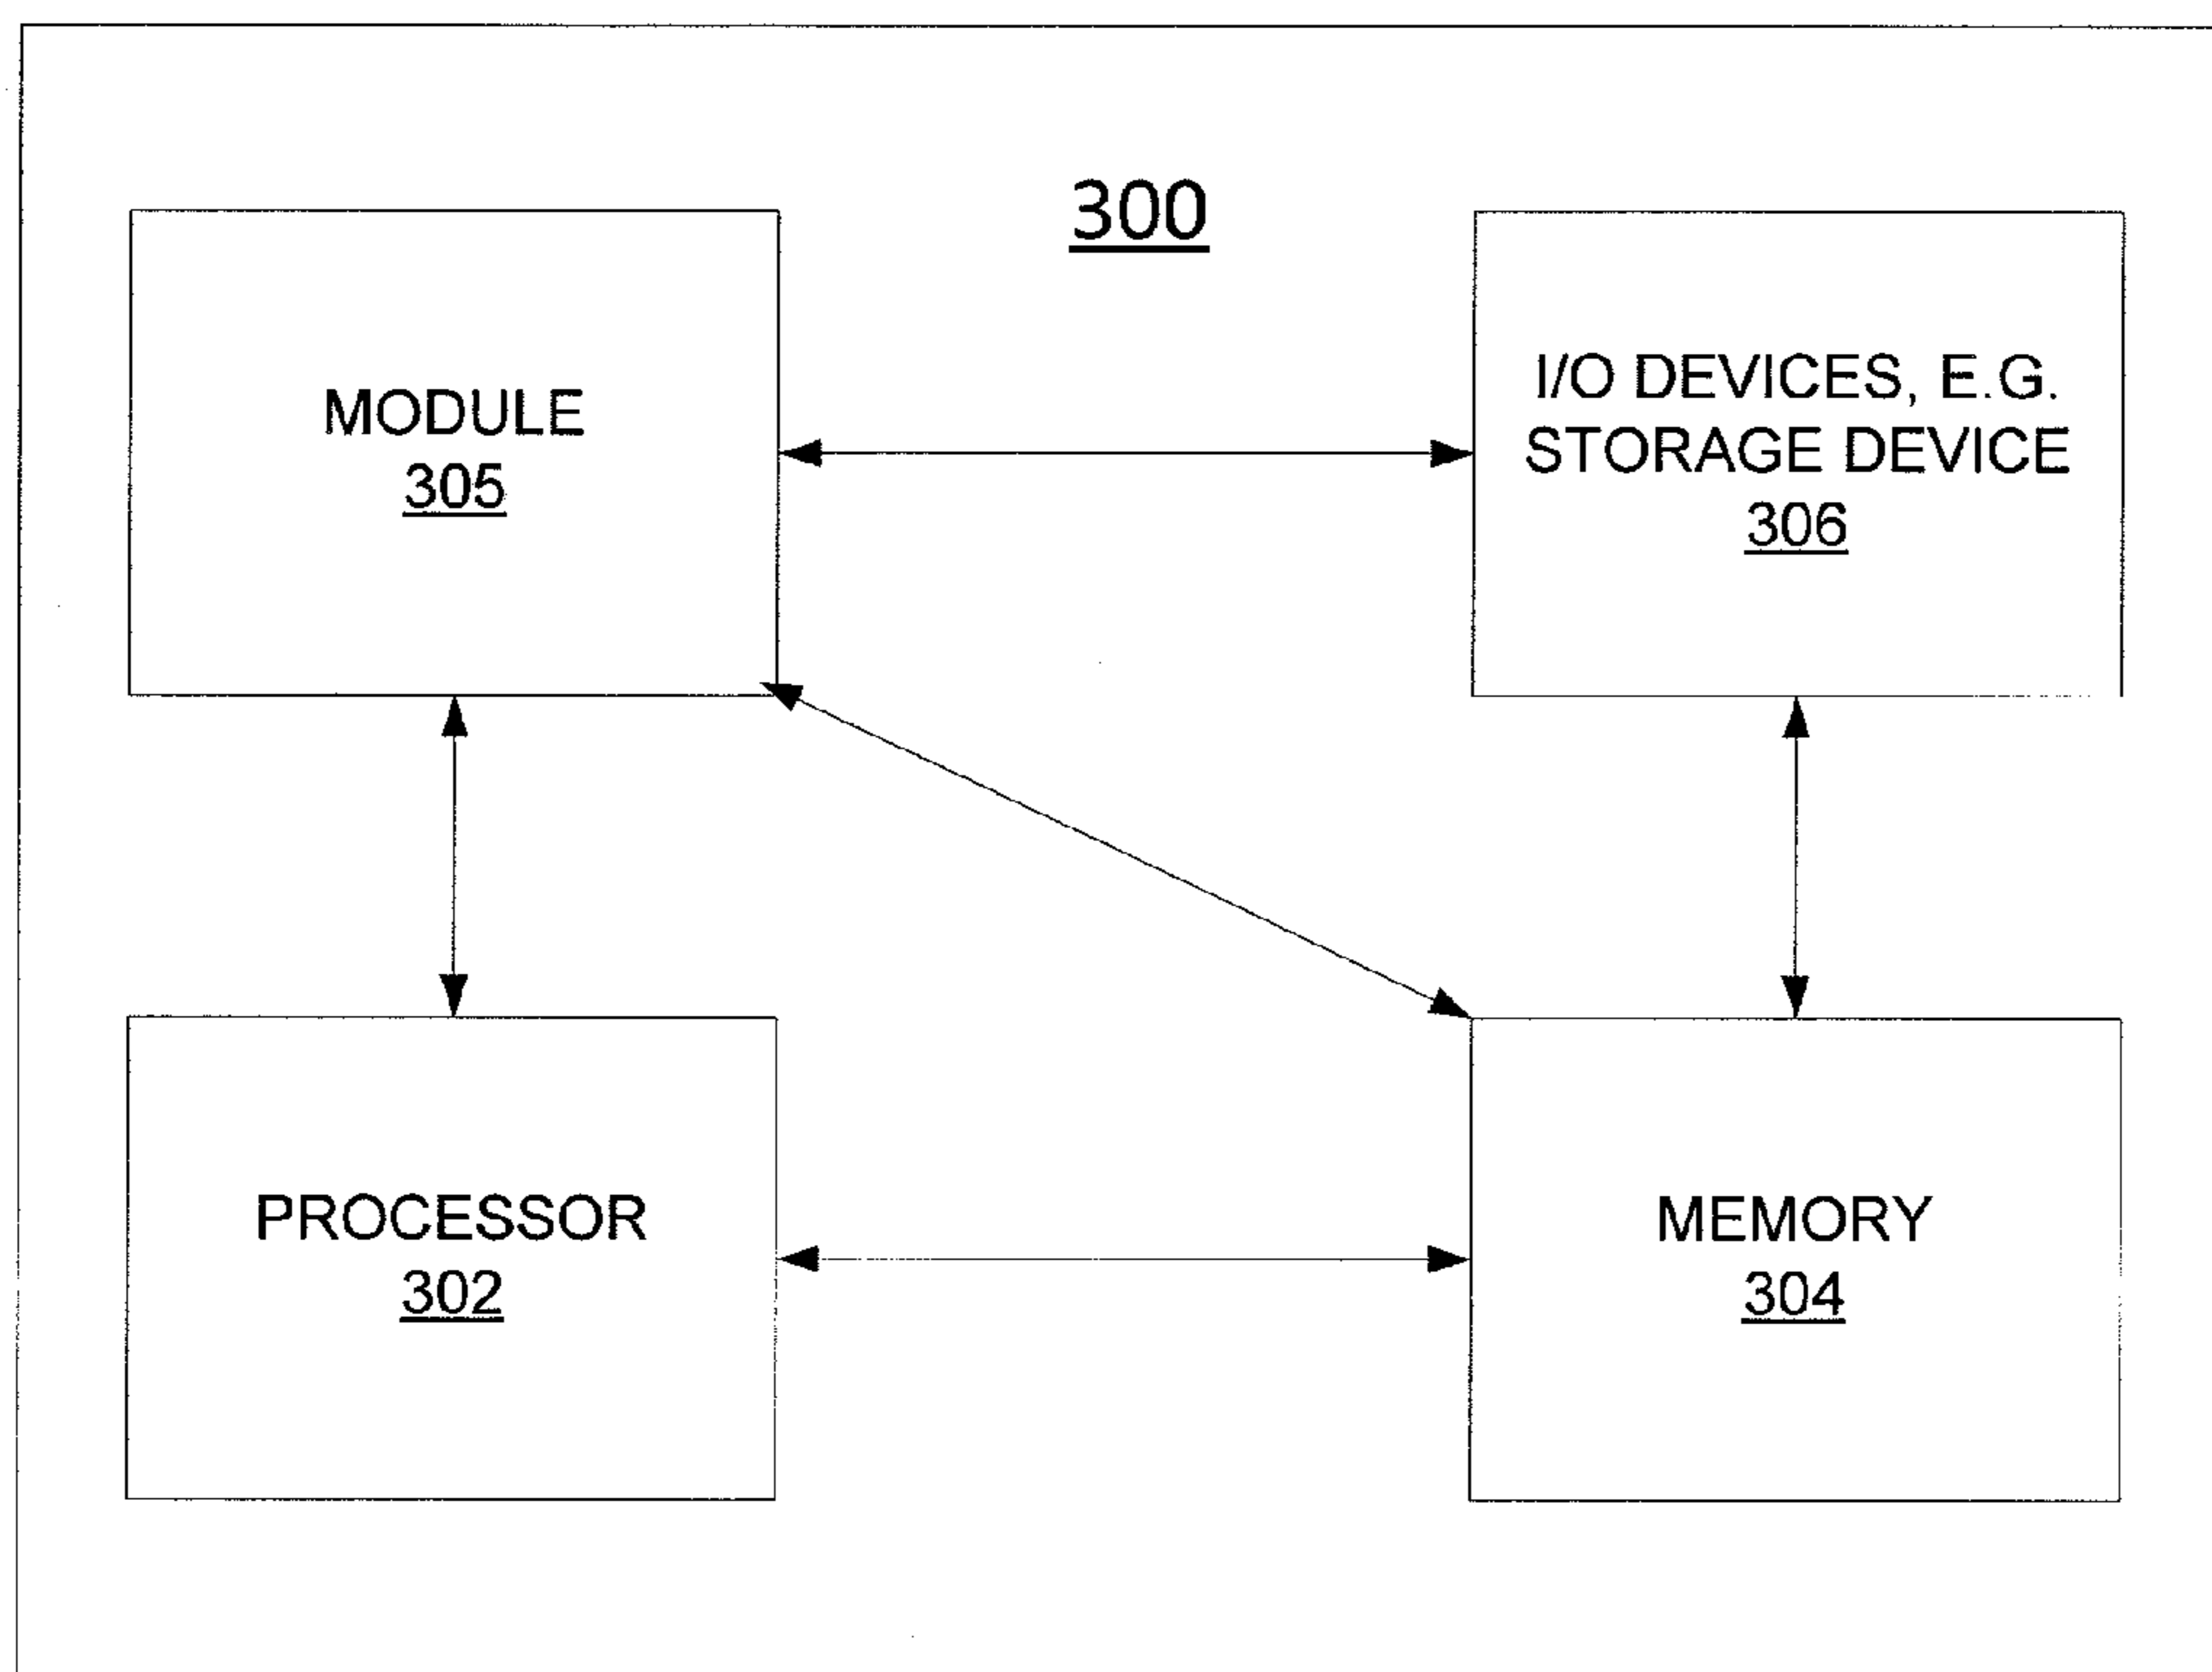 300
MODULE
305
I/O DEVICES, E.G.
STORAGE DEVICE
306
PROCESSOR
302
MEMORY
304